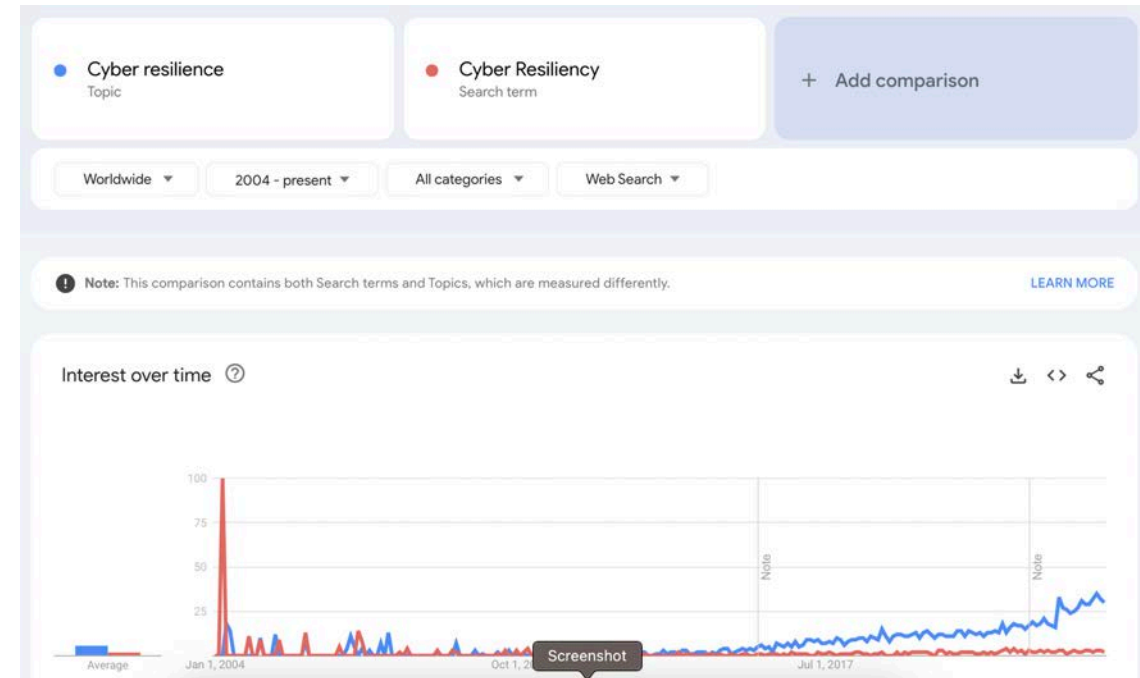 Cyber resilience
Topic
Cyber Resiliency
Search term
+ Add comparison
Worldwide
2004 - present
All categories
Web Search
Note: This comparison contains both Search terms and Topics, which are measured differently.
LEARN MORE
Interest over time
100
75
50
25
Note
Note
Average
Jan 1, 2004
Oct 1,
Screenshot
Jul 1, 2017